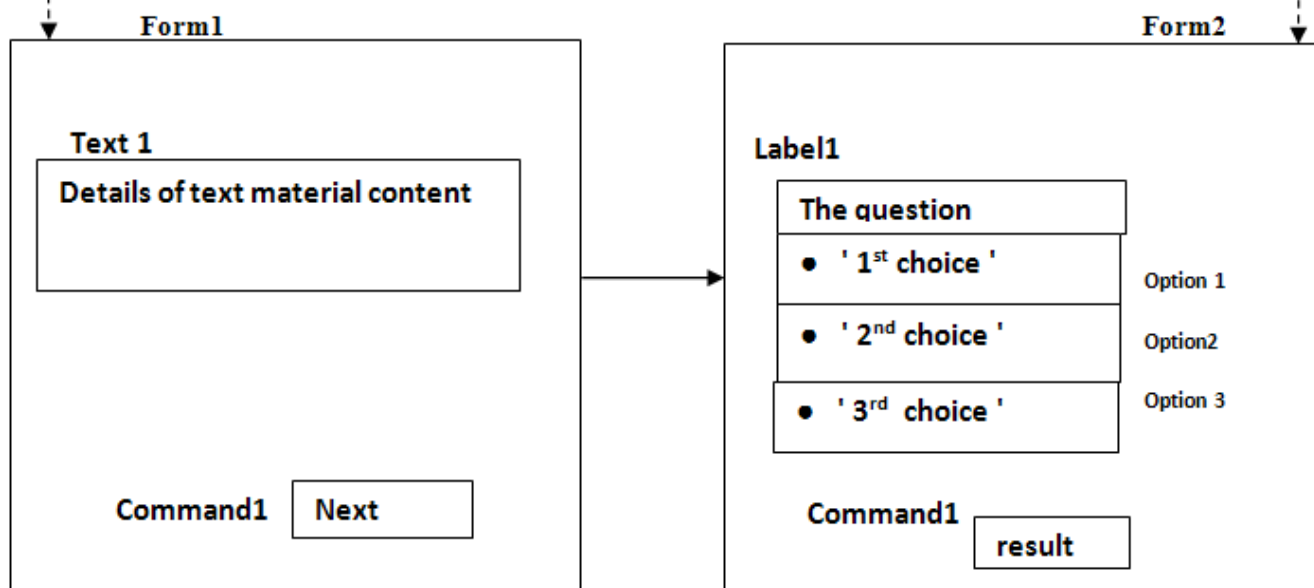 Form1
Text 1
Details of text material content
Command1
Next
Form2
Label1
The question
• ' 1st choice '
Option 1
• ' 2nd choice '
Option2
• ' 3rd choice '
Option 3
Command1
result